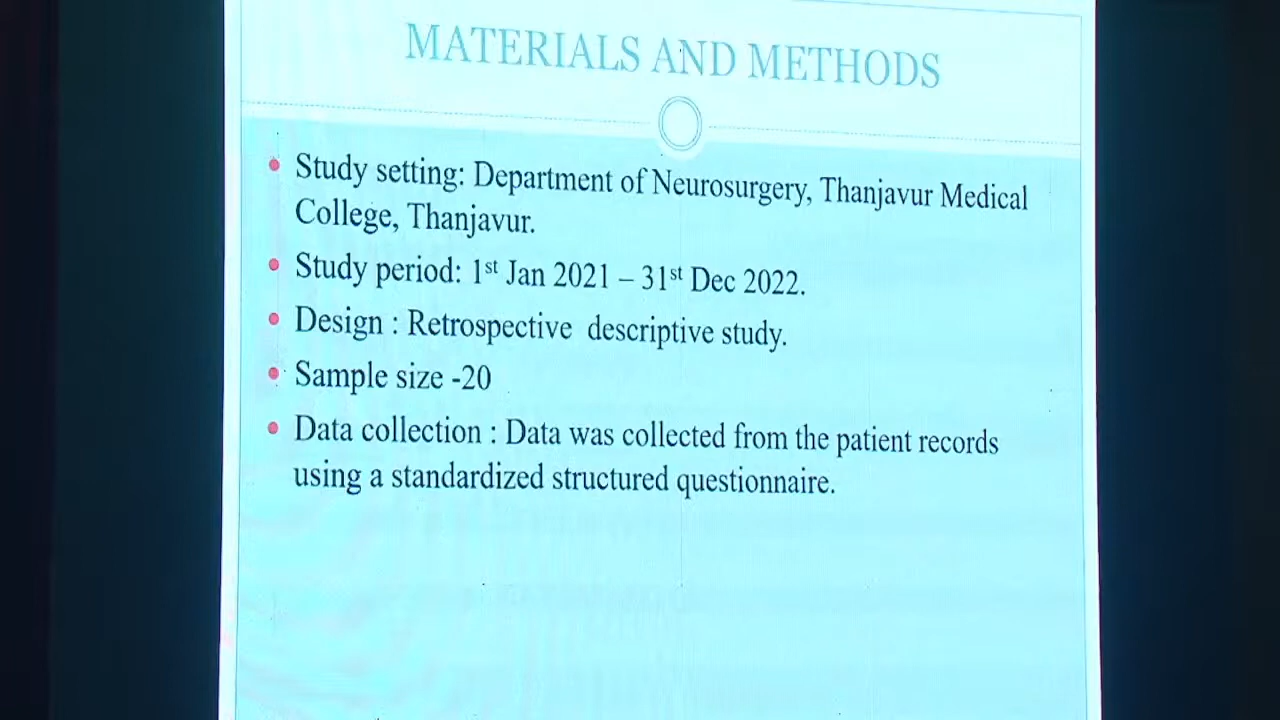 MATERIALS AND METHODS
• Study setting: Department of Neurosurgery, Thanjavur Medical
College, Thanjavur.
• Study period: 1st Jan 2021 – 31st Dec 2022.
• Design : Retrospective descriptive study.
• Sample size -20
• Data collection : Data was collected from the patient records
using a standardized structured questionnaire.